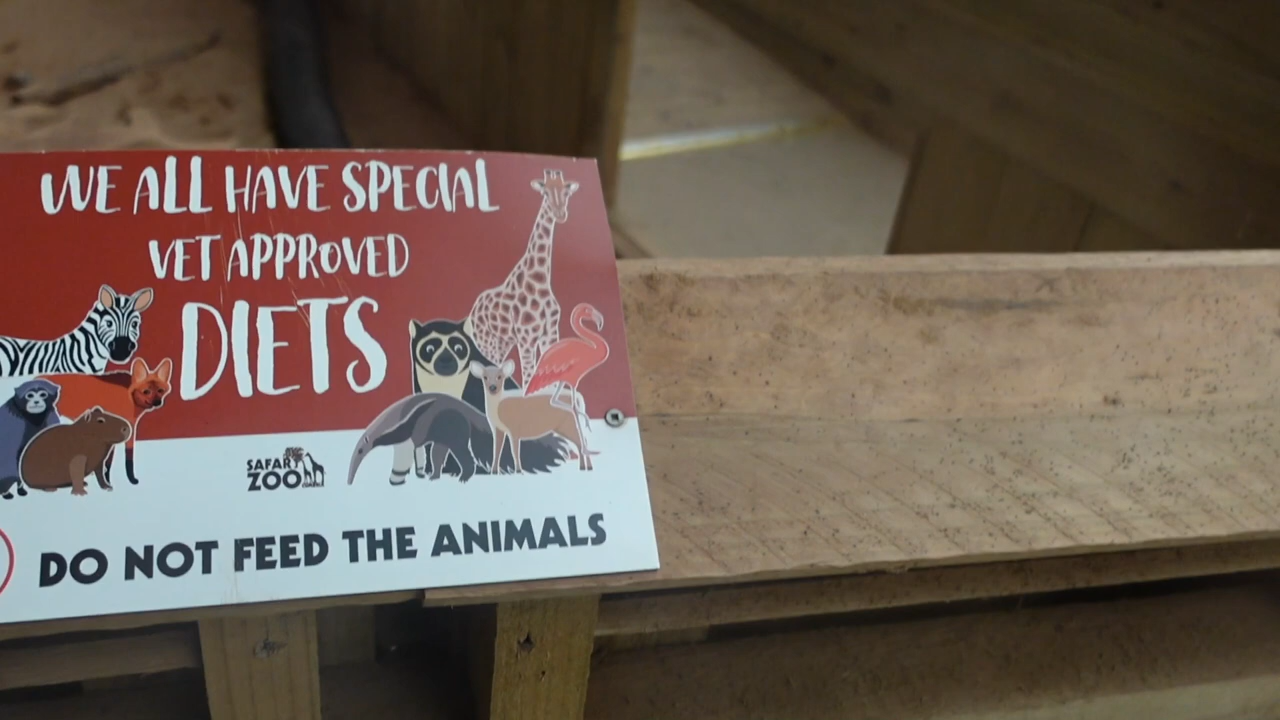 WE ALL HAVE SPECIAL
VET APPROVED
DIETS
SAFARI
ZOO
DO NOT FEED THE ANIMALS